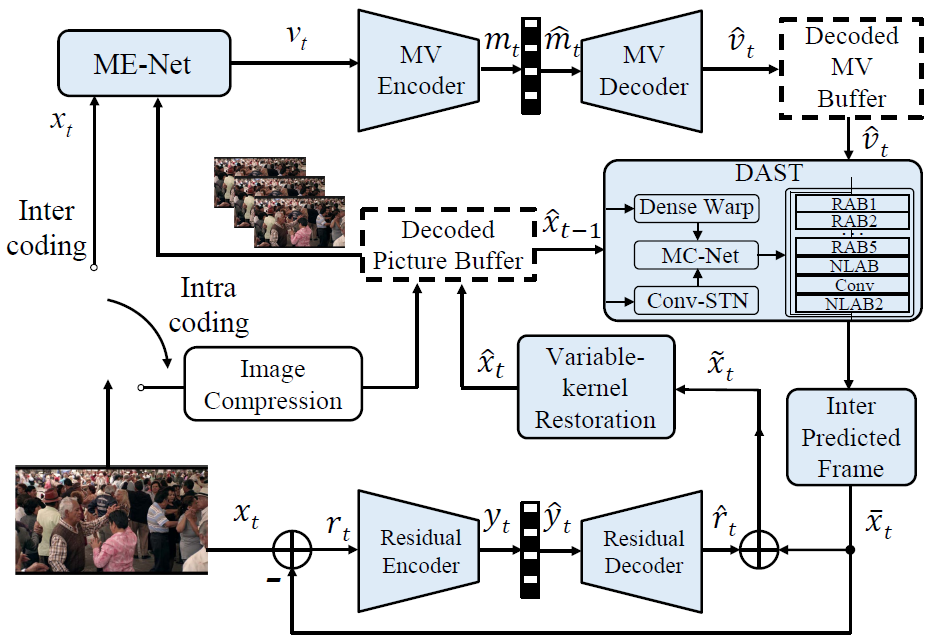 ME-Net
v_t
MV
Encoder
m_t
m̂_t
MV
Decoder
v̂_t
Decoded
MV
Buffer
x_t
v̂_t
DAST
Inter
coding
Dense Warp
MC-Net
Conv-STN
RAB1
RAB2
...
RAB5
NLAB
Conv
NLAB2
Decoded
Picture Buffer
x̂_{t-1}
Intra
coding
Image
Compression
x̂_t
Variable-
kernel
Restoration
x̃_t
Inter
Predicted
Frame
x_t
-
r_t
Residual
Encoder
y_t
ŷ_t
Residual
Decoder
r̂_t
x̄_t